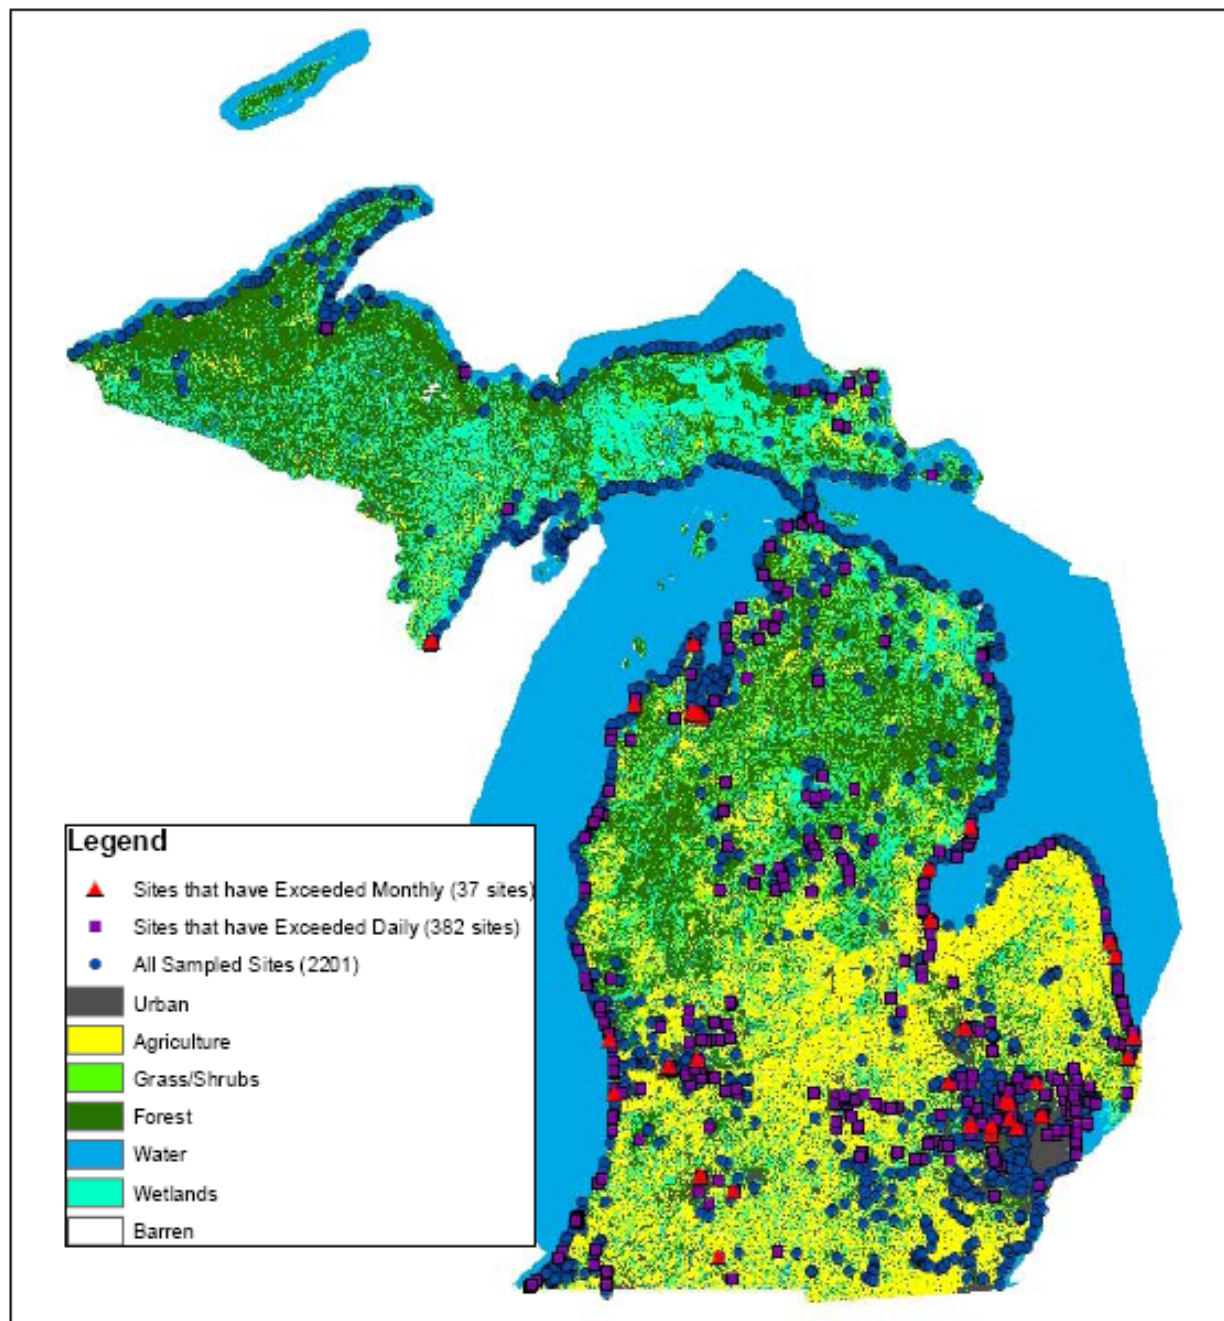 Legend
Sites that have Exceeded Monthly (37 sites)
Sites that have Exceeded Daily (382 sites)
All Sampled Sites (2201)
Urban
Agriculture
Grass/Shrubs
Forest
Water
Wetlands
Barren